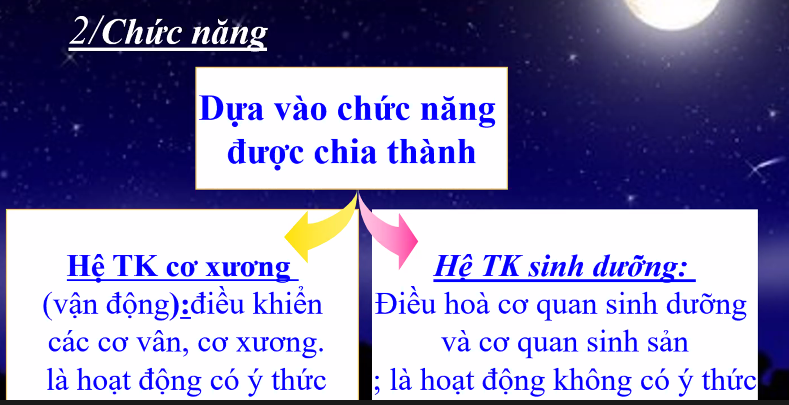 2/Chức năng
Dựa vào chức năng
được chia thành
Hệ TK cơ xương
(vận động):điều khiển
các cơ vân, cơ xương.
là hoạt động có ý thức
Hệ TK sinh dưỡng:
Điều hoà cơ quan sinh dưỡng
và cơ quan sinh sản
; là hoạt động không có ý thức